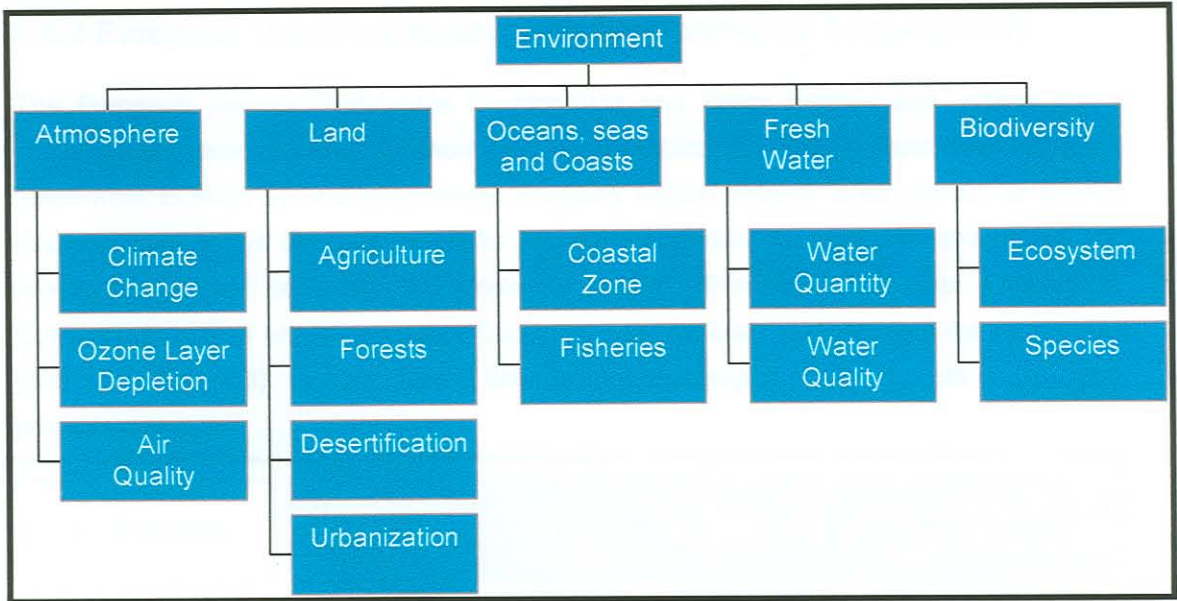 Environment
Atmosphere
Land
Oceans, seas
and Coasts
Fresh
Water
Biodiversity
Climate
Change
Ozone Layer
Depletion
Air
Quality
Agriculture
Forests
Desertification
Urbanization
Coastal
Zone
Fisheries
Water
Quantity
Water
Quality
Ecosystem
Species